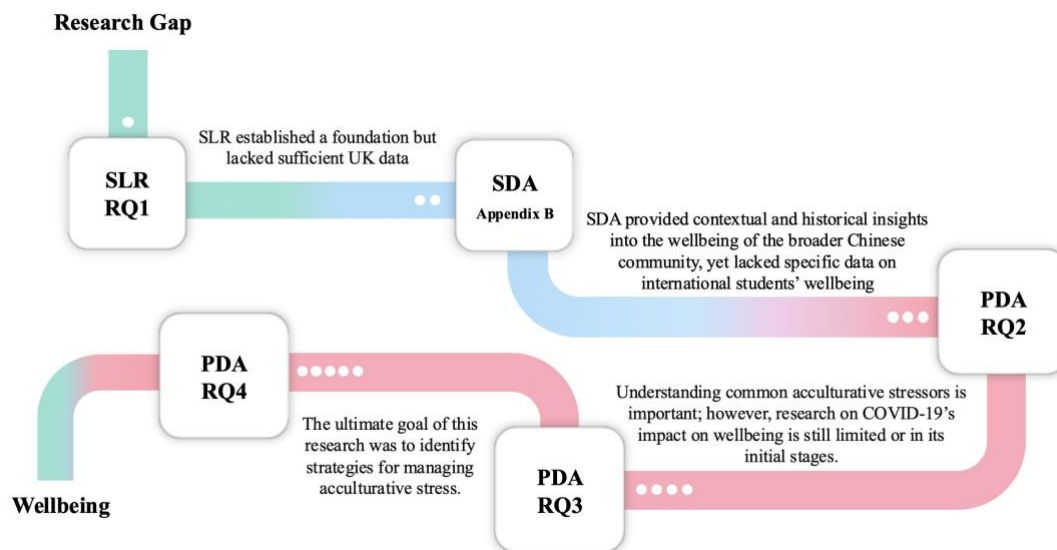 Research Gap
SLR
RQ1
SLR established a foundation but
lacked sufficient UK data
SDA
Appendix B
SDA provided contextual and historical insights
into the wellbeing of the broader Chinese
community, yet lacked specific data on
international students’ wellbeing
PDA
RQ2
Understanding common acculturative stressors is
important; however, research on COVID-19’s
impact on wellbeing is still limited or in its
initial stages.
PDA
RQ3
The ultimate goal of this
research was to identify
strategies for managing
acculturative stress.
PDA
RQ4
Wellbeing